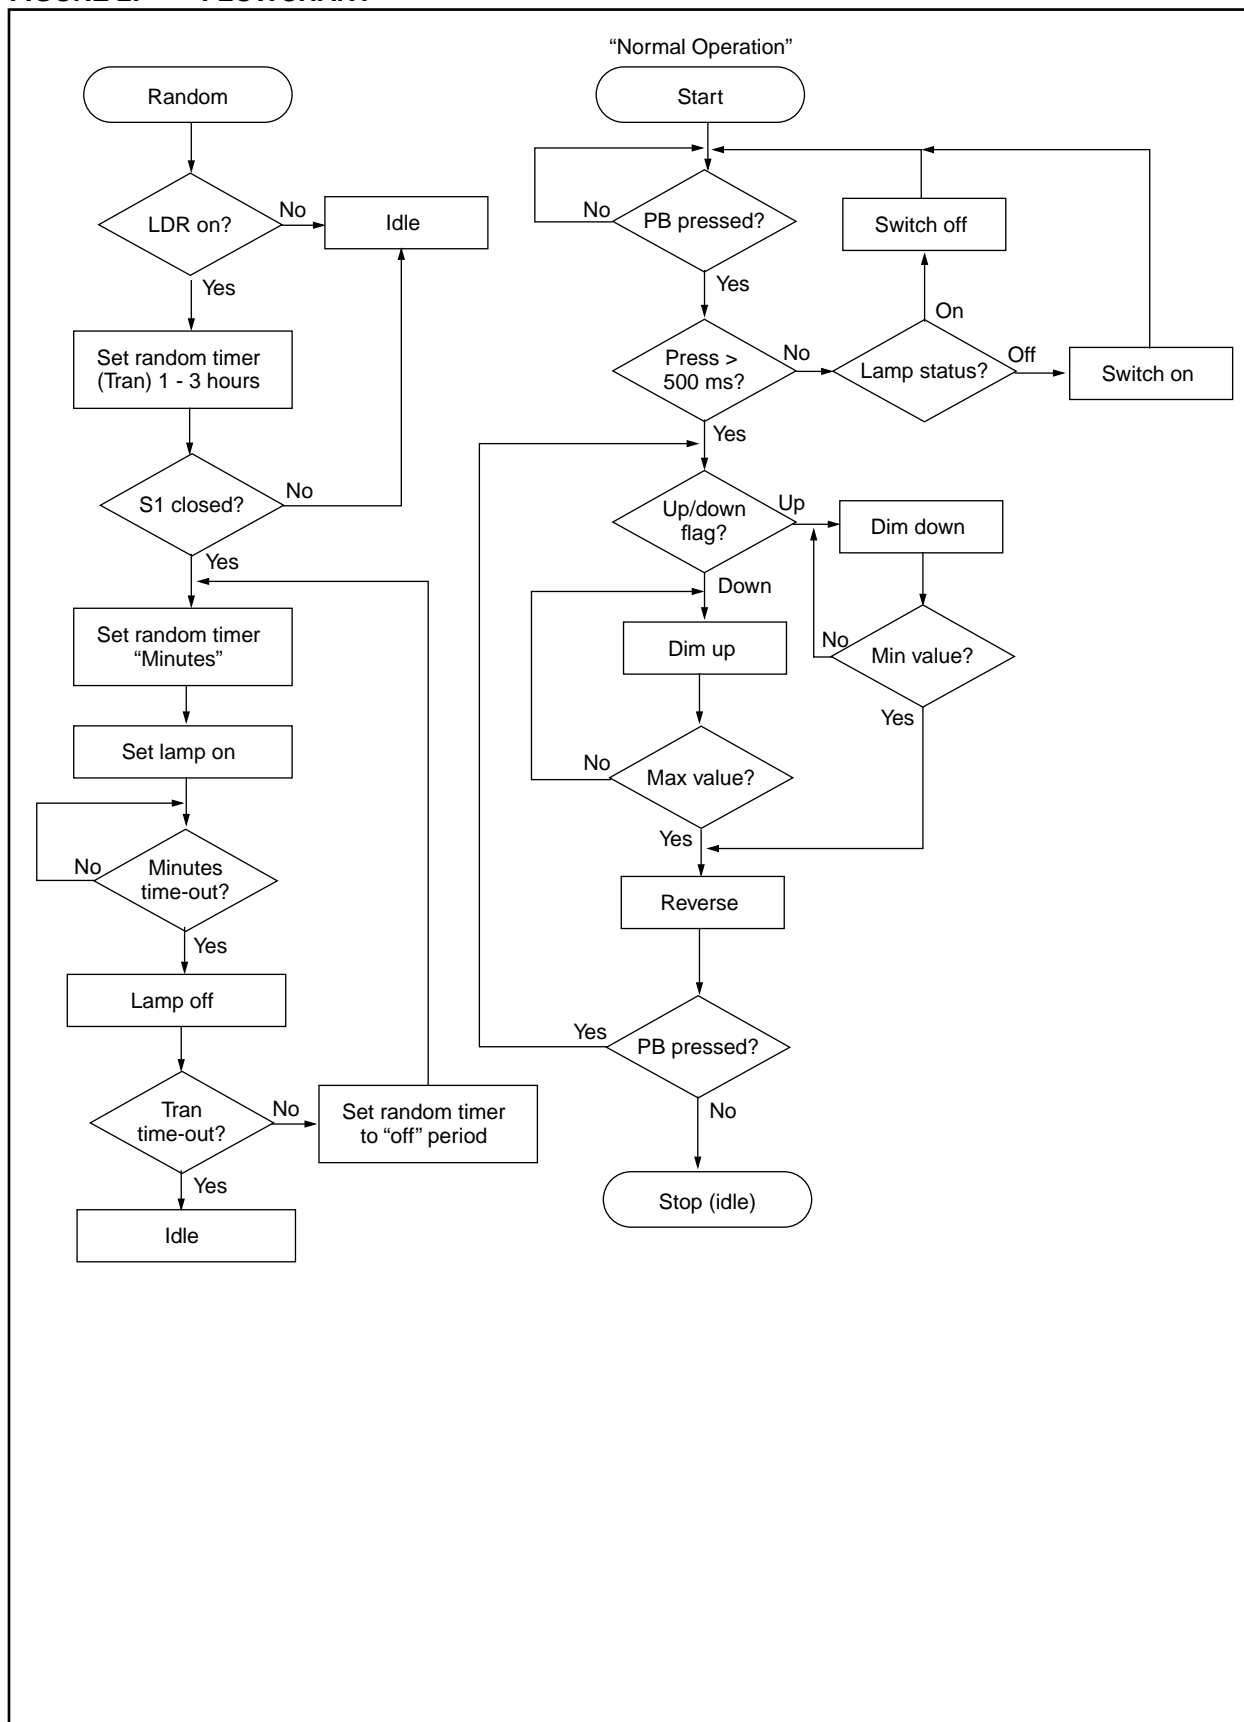 Random
LDR on?
No
Idle
Yes
Set random timer
(Tran) 1 - 3 hours
S1 closed?
No
Yes
Set random timer
“Minutes”
Set lamp on
No
Minutes
time-out?
Yes
Lamp off
Tran
time-out?
No
Set random timer
to “off” period
Yes
Idle
“Normal Operation”
Start
No
PB pressed?
Yes
Switch off
On
Press >
500 ms?
No
Lamp status?
Off
Switch on
Yes
Up/down
flag?
Up
Dim down
Down
Dim up
No
Min value?
Yes
No
Max value?
Yes
Reverse
Yes
PB pressed?
No
Stop (idle)